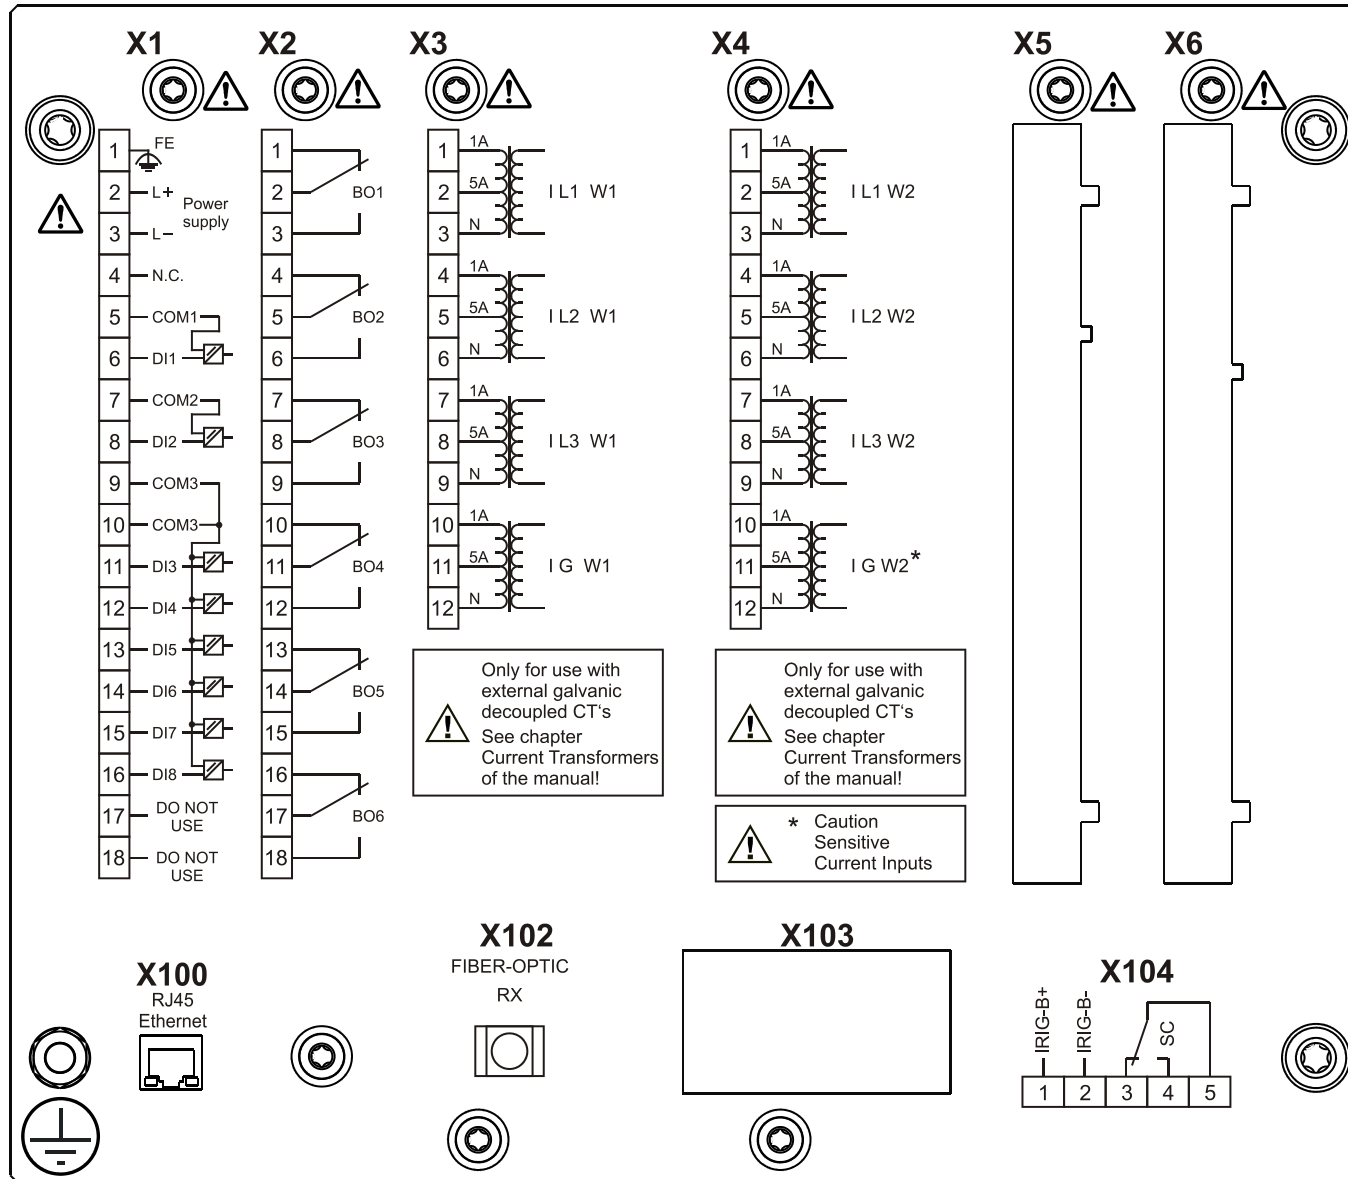 X1
X2
X3
X4
X5
X6
1
FE
2
L+
Power
supply
3
L−
4
N.C.
5
COM1
6
DI1
7
COM2
8
DI2
9
COM3
10
COM3
11
DI3
12
DI4
13
DI5
14
DI6
15
DI7
16
DI8
17
DO NOT
USE
18
DO NOT
USE
1
2
BO1
3
4
5
BO2
6
7
8
BO3
9
10
11
BO4
12
13
14
BO5
15
16
17
BO6
18
1
1A
2
5A
I L1 W1
3
N
4
1A
5
5A
I L2 W1
6
N
7
1A
8
5A
I L3 W1
9
N
10
1A
11
5A
I G W1
12
N
Only for use with
external galvanic
decoupled CT‘s
See chapter
Current Transformers
of the manual!
1
1A
2
5A
I L1 W2
3
N
4
1A
5
5A
I L2 W2
6
N
7
1A
8
5A
I L3 W2
9
N
10
1A
11
5A
I G W2*
12
N
Only for use with
external galvanic
decoupled CT‘s
See chapter
Current Transformers
of the manual!
* Caution
Sensitive
Current Inputs
X100
RJ45
Ethernet
X102
FIBER-OPTIC
RX
X103
X104
IRIG-B+
IRIG-B-
SC
1 2 3 4 5